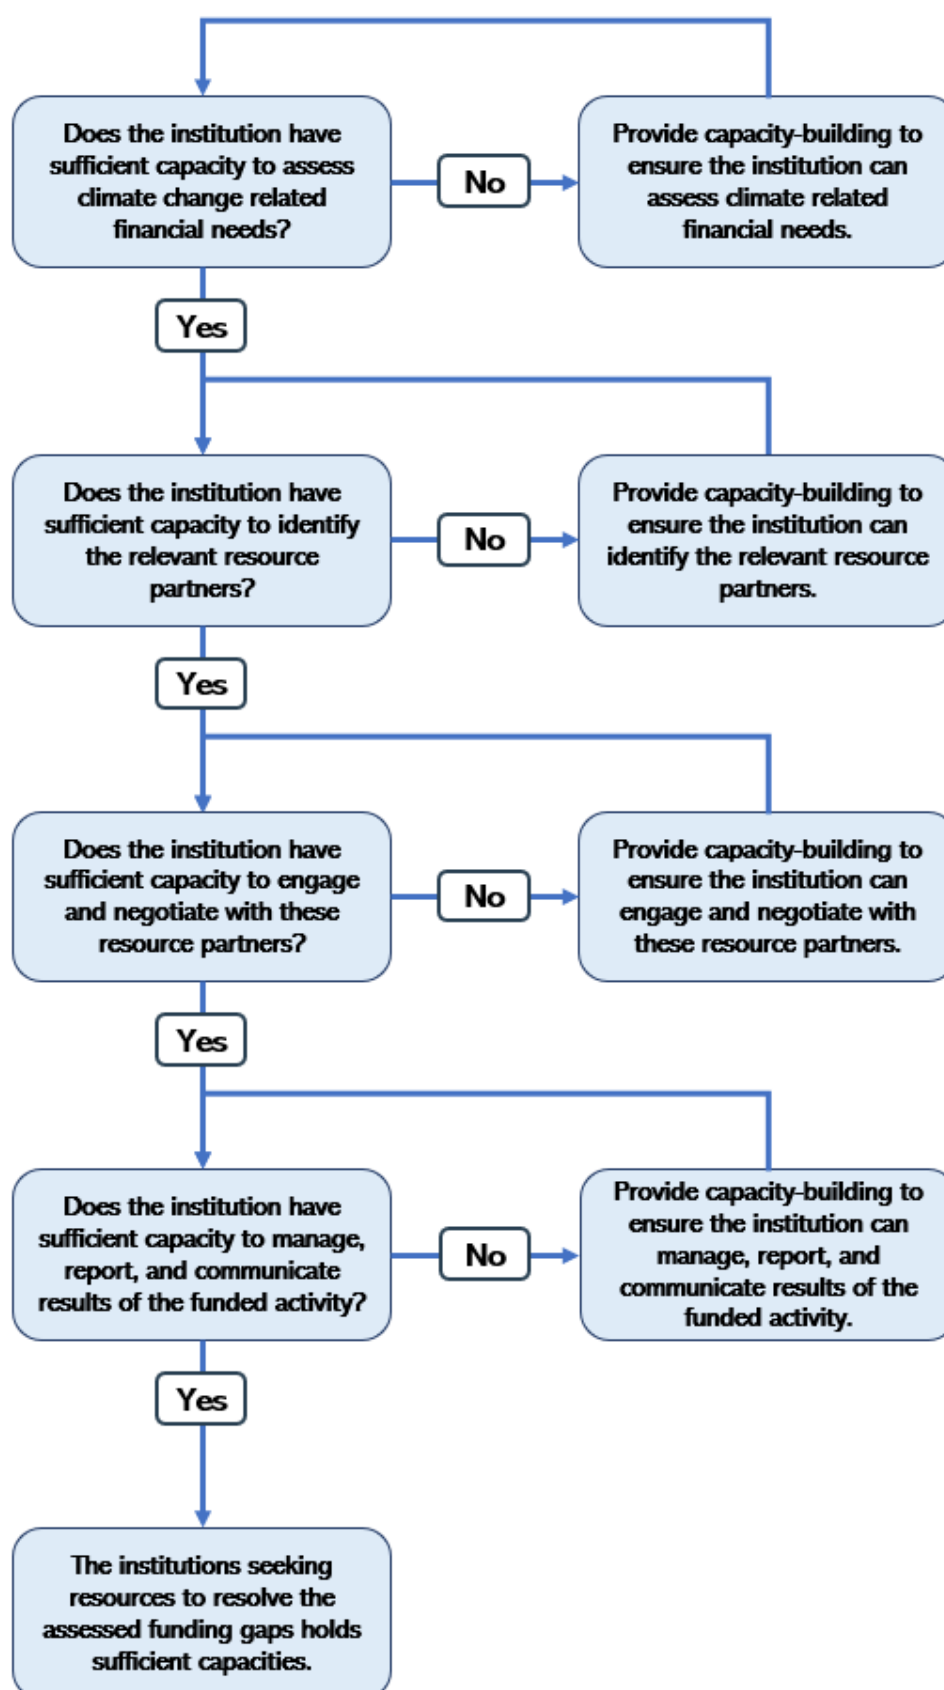 Does the institution have
sufficient capacity to assess
climate change related
financial needs?
No
Provide capacity-building to
ensure the institution can
assess climate related
financial needs.
Yes
Does the institution have
sufficient capacity to identify
the relevant resource
partners?
No
Provide capacity-building to
ensure the institution can
identify the relevant resource
partners.
Yes
Does the institution have
sufficient capacity to engage
and negotiate with these
resource partners?
No
Provide capacity-building to
ensure the institution can
engage and negotiate with
these resource partners.
Yes
Does the institution have
sufficient capacity to manage,
report, and communicate
results of the funded activity?
No
Provide capacity-building to
ensure the institution can
manage, report, and
communicate results of the
funded activity.
Yes
The institutions seeking
resources to resolve the
assessed funding gaps holds
sufficient capacities.